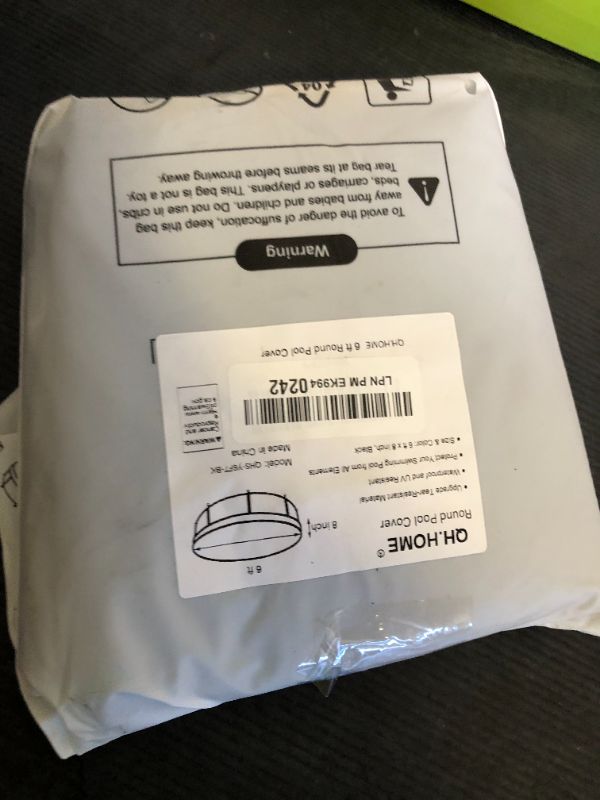 QH.HOME®
Round Pool Cover
• Upgrade Tear-Resistant Material
• Waterproof and UV Resistant
• Protect Your Swimming Pool from All Elements
• Size & Color: 6 ft x 8 inch, Black
6 ft
8 inch
Model: QHS-Y6FT-BK
Made in China
⚠ WARNING:
Cancer and
Reproductive
LPN PM EK994 0242
QH.HOME 6 ft Round Pool Cover
Warning
To avoid the danger of suffocation, keep this bag
away from babies and children. Do not use in cribs,
beds, carriages or playpens. This bag is not a toy.
Tear bag at its seams before throwing away.
04